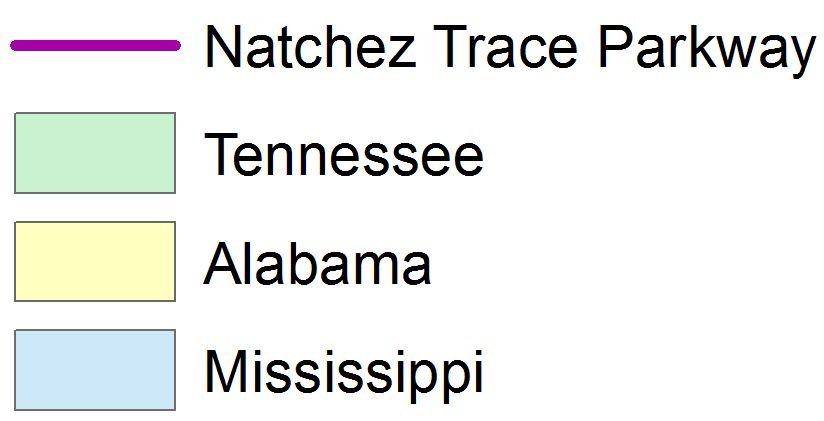 Natchez Trace Parkway
Tennessee
Alabama
Mississippi